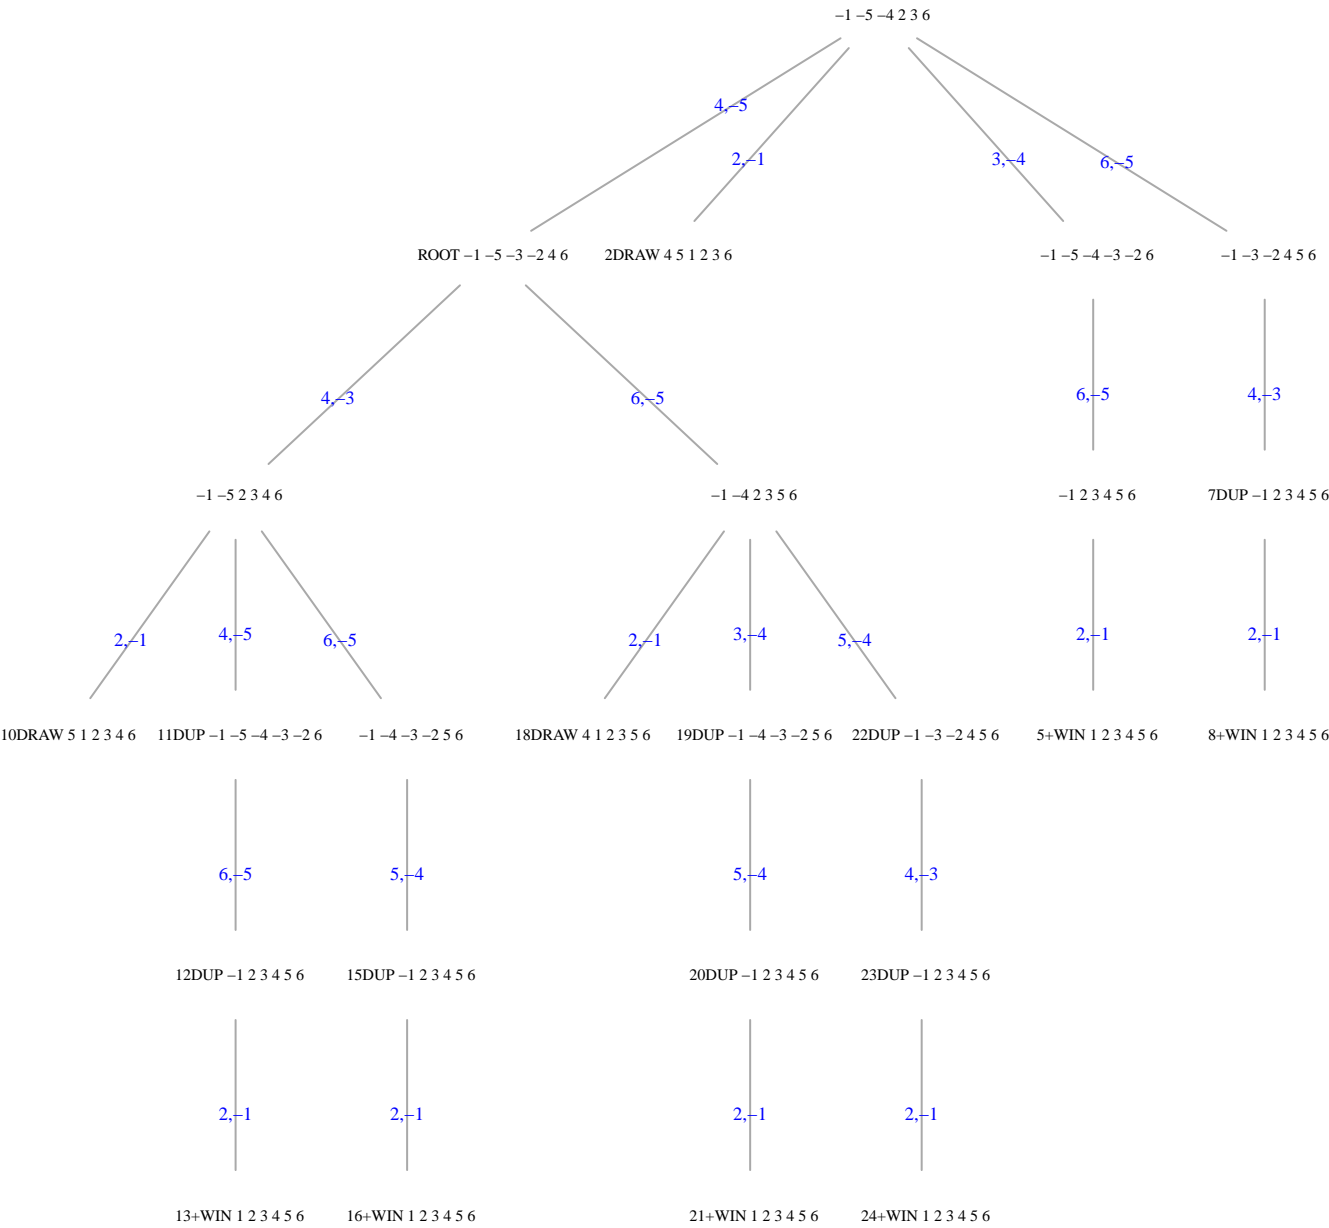 –1 –5 –4 2 3 6
4,–5
2,–1
3,–4
6,–5
ROOT –1 –5 –3 –2 4 6
2DRAW 4 5 1 2 3 6
–1 –5 –4 –3 –2 6
–1 –3 –2 4 5 6
4,–3
6,–5
6,–5
4,–3
–1 –5 2 3 4 6
–1 –4 2 3 5 6
–1 2 3 4 5 6
7DUP –1 2 3 4 5 6
2,–1
4,–5
6,–5
2,–1
3,–4
5,–4
2,–1
2,–1
10DRAW 5 1 2 3 4 6
11DUP –1 –5 –4 –3 –2 6
–1 –4 –3 –2 5 6
18DRAW 4 1 2 3 5 6
19DUP –1 –4 –3 –2 5 6
22DUP –1 –3 –2 4 5 6
5+WIN 1 2 3 4 5 6
8+WIN 1 2 3 4 5 6
6,–5
5,–4
5,–4
4,–3
12DUP –1 2 3 4 5 6
15DUP –1 2 3 4 5 6
20DUP –1 2 3 4 5 6
23DUP –1 2 3 4 5 6
2,–1
2,–1
2,–1
2,–1
13+WIN 1 2 3 4 5 6
16+WIN 1 2 3 4 5 6
21+WIN 1 2 3 4 5 6
24+WIN 1 2 3 4 5 6